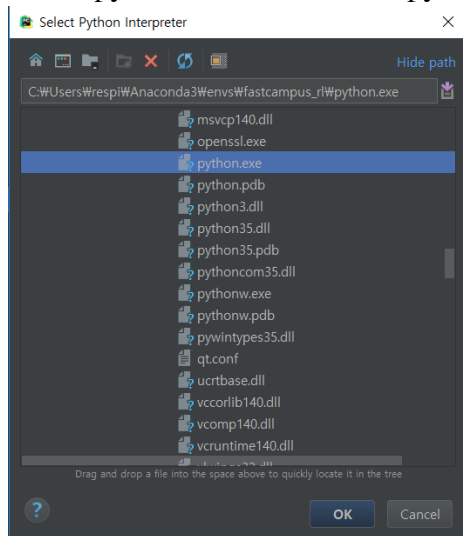 Select Python Interpreter
Hide path
C:₩Users₩respi₩Anaconda3₩envs₩fastcampus_rl₩python.exe
msvcp140.dll
openssl.exe
python.exe
python.pdb
python3.dll
python35.dll
python35.pdb
pythoncom35.dll
pythonw.exe
pythonw.pdb
pywintypes35.dll
qt.conf
ucrtbase.dll
vccorlib140.dll
vcomp140.dll
vcruntime140.dll
Drag and drop a file into the space above to quickly locate it in the tree
?
OK
Cancel